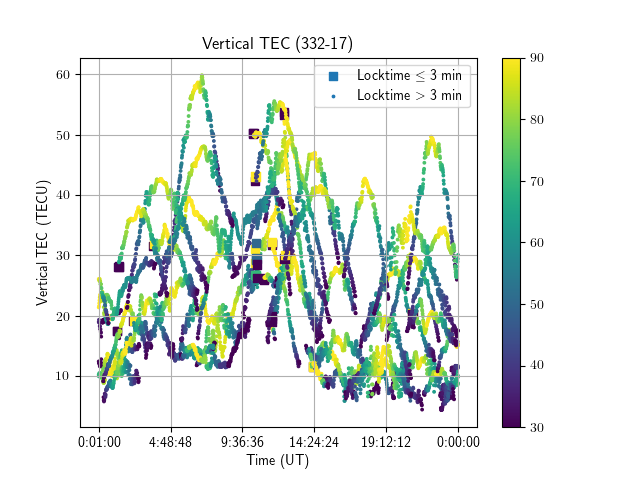 Vertical TEC (332-17)
Locktime ≤ 3 min
Locktime > 3 min
Vertical TEC (TECU)
60
50
40
30
20
10
0:01:00 4:48:48 9:36:36 14:24:24 19:12:12 0:00:00
Time (UT)
90
80
70
60
50
40
30